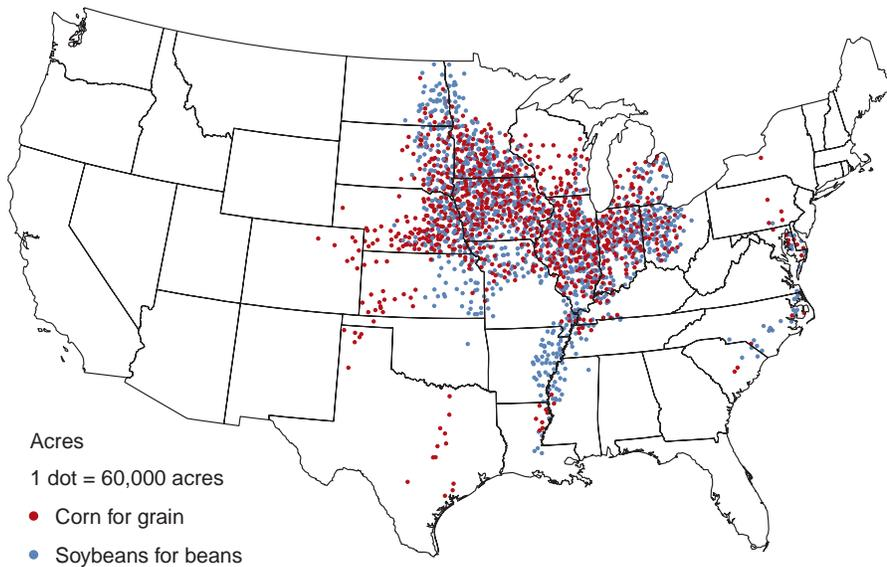 Acres
1 dot = 60,000 acres
Corn for grain
Soybeans for beans